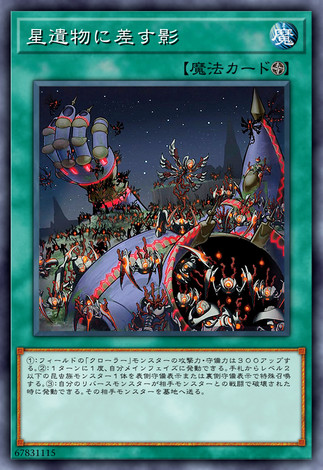 星遺物に差す影
魔
【魔法カード】
①:フィールドの「クローラー」モンスターの攻撃力・守備力は３００アップす
る。②:１ターンに１度、自分メインフェイズに発動できる。手札からレベル２
以下の昆虫族モンスター１体を表側守備表示または裏側守備表示で特殊召喚
する。③:自分のリバースモンスターが相手モンスターとの戦闘で破壊された
時に発動できる。その相手モンスターを墓地へ送る。
67831115